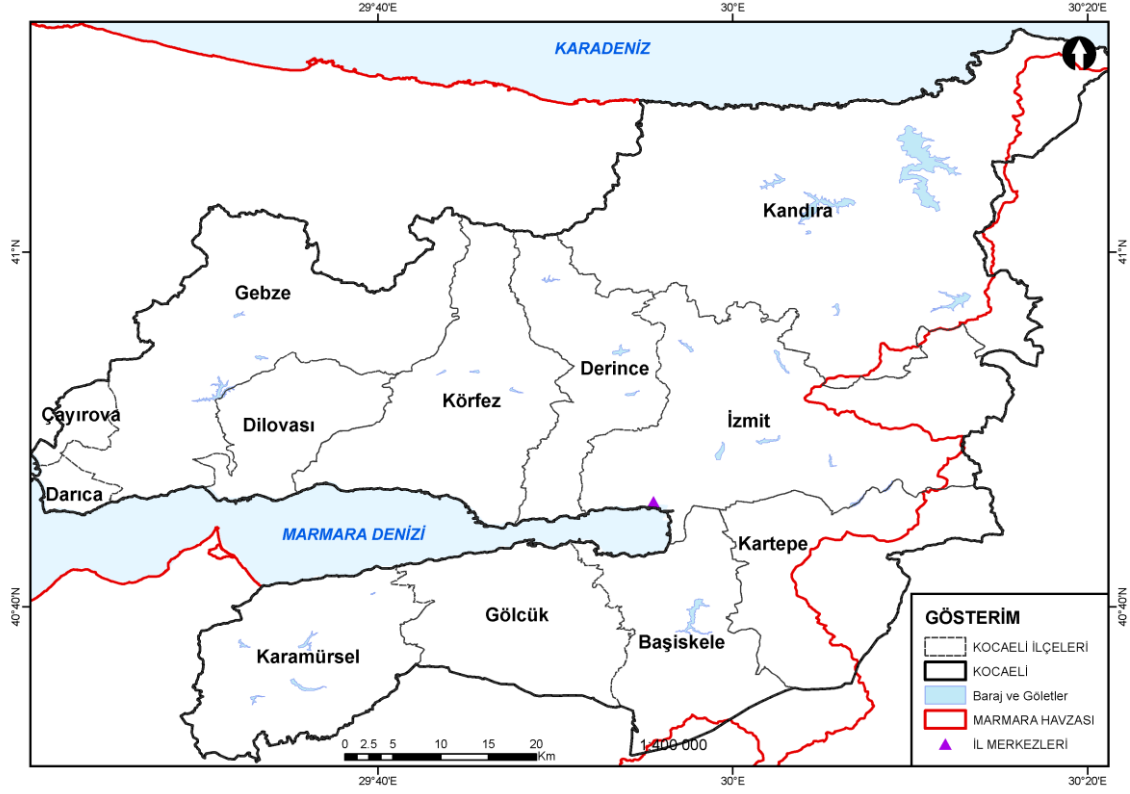 29°40'E
30°E
30°20'E
KARADENİZ
41°N
41°N
Kandıra
Gebze
Derince
Körfez
Çayırova
Dilovası
İzmit
Darıca
MARMARA DENİZİ
Kartepe
40°40'N
40°40'N
Gölcük
Başiskele
Karamürsel
GÖSTERİM
KOCAELİ İLÇELERİ
KOCAELİ
Baraj ve Göletler
MARMARA HAVZASI
İL MERKEZLERİ
0 2.5 5 10 15 20
Km
1:400 000
29°40'E
30°E
30°20'E